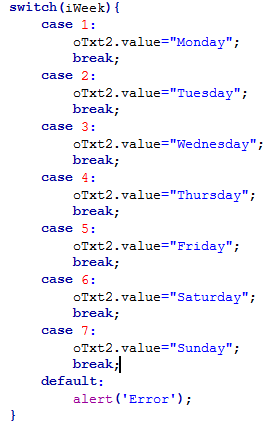 switch(iWeek){
    case 1:
        oTxt2.value="Monday";
        break;
    case 2:
        oTxt2.value="Tuesday";
        break;
    case 3:
        oTxt2.value="Wednesday";
        break;
    case 4:
        oTxt2.value="Thursday";
        break;
    case 5:
        oTxt2.value="Friday";
        break;
    case 6:
        oTxt2.value="Saturday";
        break;
    case 7:
        oTxt2.value="Sunday";
        break;
    default:
        alert('Error');
}